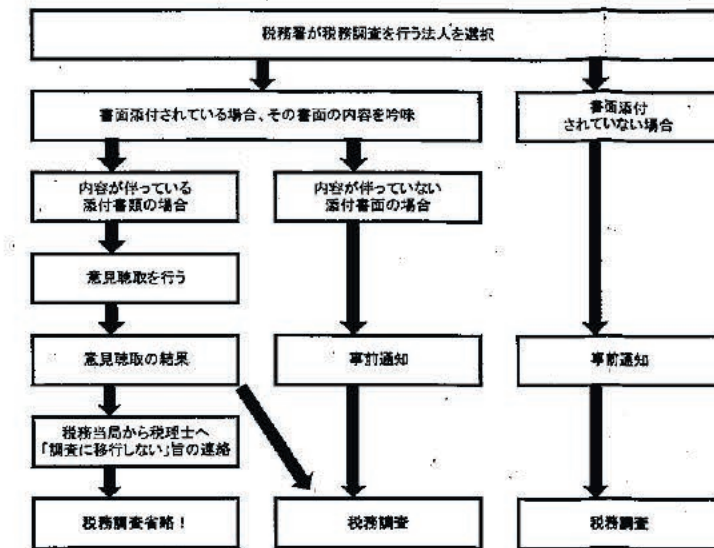 税務署が税務調査を行う法人を選択
書面添付されている場合、その書面の内容を吟味
書面添付
されていない場合
内容が伴っている
添付書類の場合
内容が伴っていない
添付書面の場合
意見聴取を行う
意見聴取の結果
事前通知
事前通知
税務当局から税理士へ
「調査に移行しない」旨の連絡
税務調査省略！
税務調査
税務調査